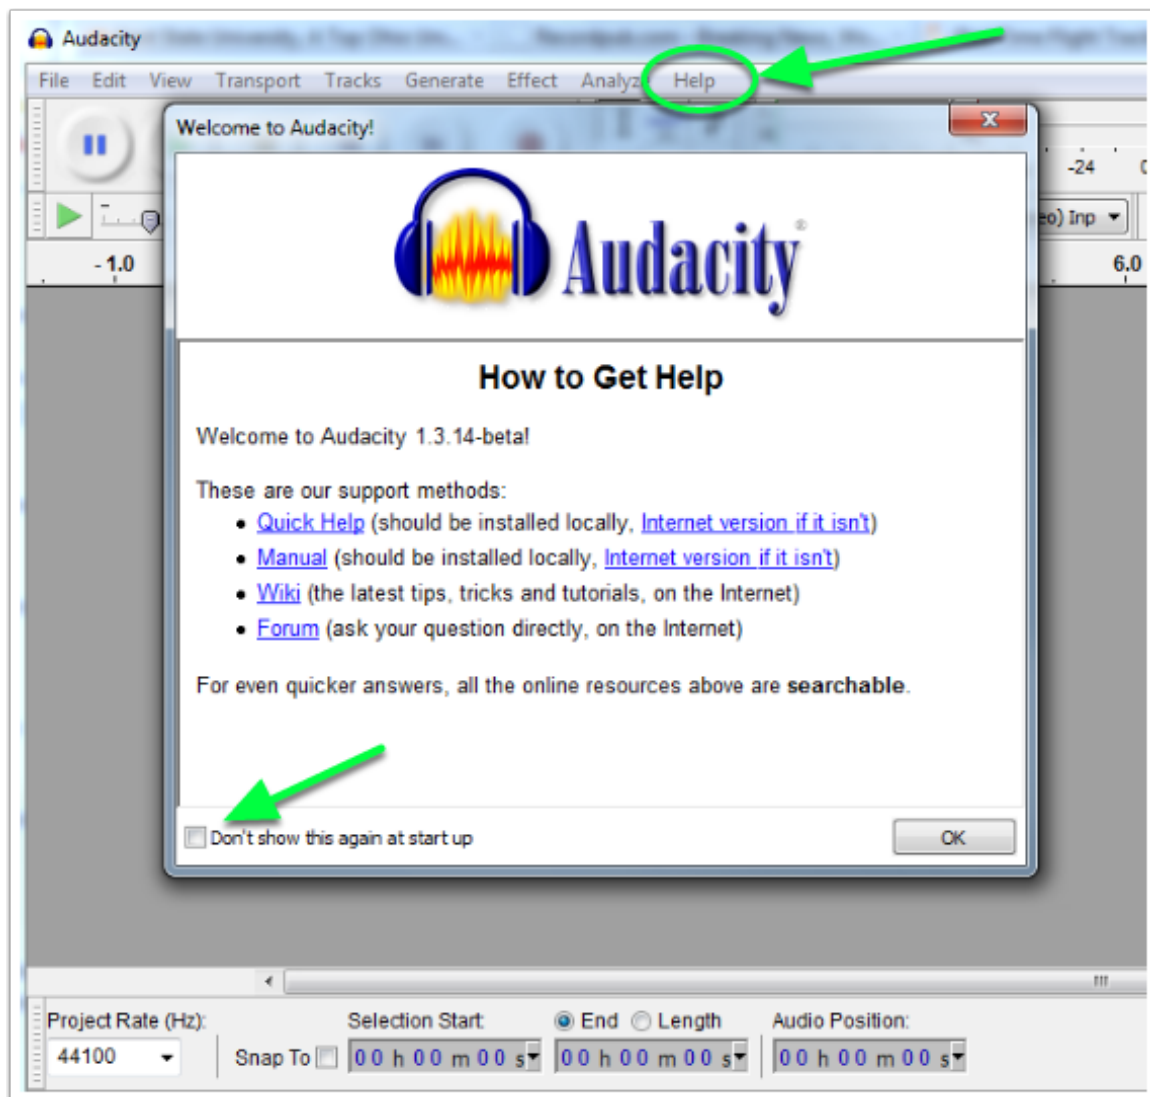 Audacity
File Edit View Transport Tracks Generate Effect Analyz Help
Welcome to Audacity!
-24
eo) Inp
- 1.0
6.0
Audacity®
How to Get Help
Welcome to Audacity 1.3.14-beta!
These are our support methods:
• Quick Help (should be installed locally, Internet version if it isn't)
• Manual (should be installed locally, Internet version if it isn't)
• Wiki (the latest tips, tricks and tutorials, on the Internet)
• Forum (ask your question directly, on the Internet)
For even quicker answers, all the online resources above are searchable.
Don't show this again at start up
OK
Project Rate (Hz): Selection Start: End Length Audio Position:
44100 Snap To 00 h 00 m 00 s 00 h 00 m 00 s 00 h 00 m 00 s